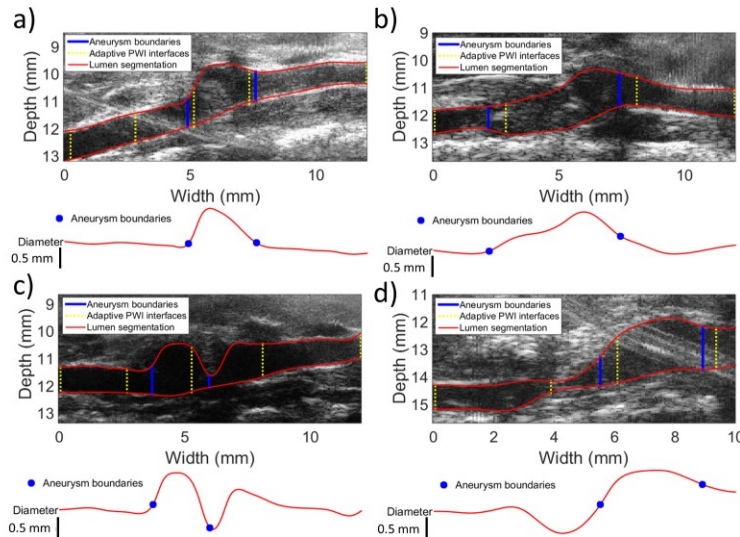 a)
9
10
11
12
13
Depth (mm)
Aneurysm boundaries
Adaptive PWI interfaces
Lumen segmentation
0 5 10
Width (mm)
Aneurysm boundaries
Diameter
0.5 mm
b)
9
10
11
12
13
Depth (mm)
Aneurysm boundaries
Adaptive PWI interfaces
Lumen segmentation
0 5 10
Width (mm)
Aneurysm boundaries
Diameter
0.5 mm
c)
9
10
11
12
13
Depth (mm)
Aneurysm boundaries
Adaptive PWI interfaces
Lumen segmentation
0 5 10
Width (mm)
Aneurysm boundaries
Diameter
0.5 mm
d)
11
12
13
14
15
Depth (mm)
Aneurysm boundaries
Adaptive PWI interfaces
Lumen segmentation
0 2 4 6 8 10
Width (mm)
Aneurysm boundaries
Diameter
0.5 mm